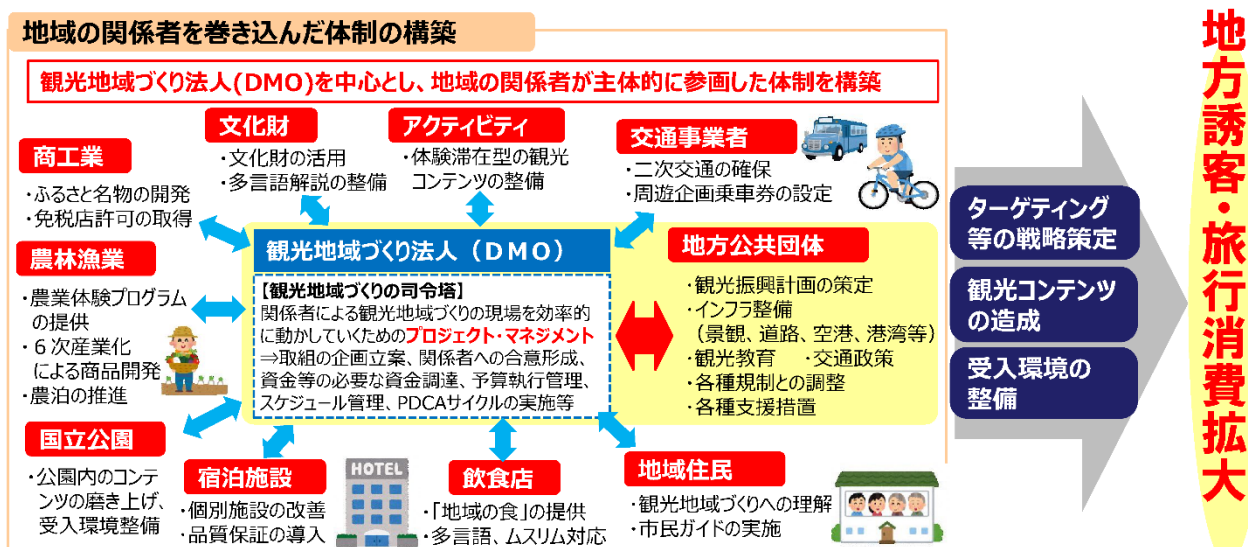 地域の関係者を巻き込んだ体制の構築
観光地域づくり法人(DMO)を中心とし、地域の関係者が主体的に参画した体制を構築
商工業
・ふるさと名物の開発
・免税店許可の取得
文化財
・文化財の活用
・多言語解説の整備
アクティビティ
・体験滞在型の観光
コンテンツの整備
交通事業者
・二次交通の確保
・周遊企画乗車券の設定
農林漁業
・農業体験プログラム
の提供
・6次産業化
による商品開発
・農泊の推進
観光地域づくり法人（DMO）
【観光地域づくりの司令塔】
関係者による観光地域づくりの現場を効率的
に動かしていくためのプロジェクト・マネジメント
⇒取組の企画立案、関係者への合意形成、
資金等の必要な資金調達、予算執行管理、
スケジュール管理、PDCAサイクルの実施等
地方公共団体
・観光振興計画の策定
・インフラ整備
（景観、道路、空港、港湾等）
・観光教育 ・交通政策
・各種規制との調整
・各種支援措置
国立公園
・公園内のコンテ
ンツの磨き上げ、
受入環境整備
宿泊施設
・個別施設の改善
・品質保証の導入
HOTEL
飲食店
・「地域の食」の提供
・多言語、ムスリム対応
地域住民
・観光地域づくりへの理解
・市民ガイドの実施
ターゲティング
等の戦略策定
観光コンテンツ
の造成
受入環境の
整備
地方誘客・旅行消費拡大